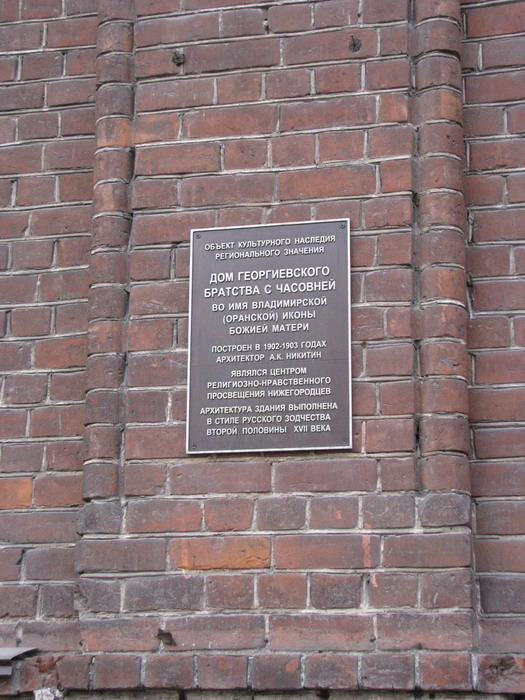 ОБЪЕКТ КУЛЬТУРНОГО НАСЛЕДИЯ
РЕГИОНАЛЬНОГО ЗНАЧЕНИЯ
ДОМ ГЕОРГИЕВСКОГО
БРАТСТВА С ЧАСОВНЕЙ
ВО ИМЯ ВЛАДИМИРСКОЙ
(ОРАНСКОЙ) ИКОНЫ
БОЖИЕЙ МАТЕРИ
ПОСТРОЕН В 1902-1903 ГОДАХ
АРХИТЕКТОР А.К. НИКИТИН
ЯВЛЯЛСЯ ЦЕНТРОМ
РЕЛИГИОЗНО-НРАВСТВЕННОГО
ПРОСВЕЩЕНИЯ НИЖЕГОРОДЦЕВ
АРХИТЕКТУРА ЗДАНИЯ ВЫПОЛНЕНА
В СТИЛЕ РУССКОГО ЗОДЧЕСТВА
ВТОРОЙ ПОЛОВИНЫ XVII ВЕКА